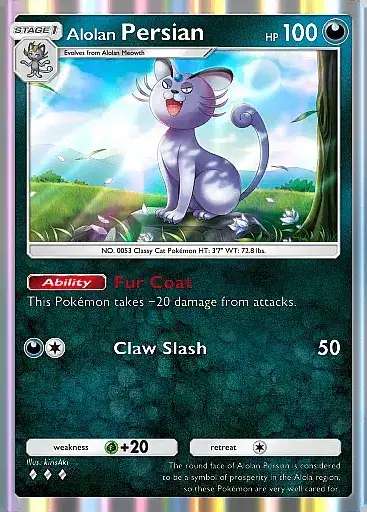 STAGE 1
Alolan Persian HP 100
Evolves from Alolan Meowth
NO. 0053 Classy Cat Pokémon HT: 3'7" WT: 72.8 lbs.
Ability Fur Coat
This Pokémon takes −20 damage from attacks.
Claw Slash 50
weakness +20 retreat
Illus. kirisAki
The round face of Alolan Persian is considered
to be a symbol of prosperity in the Alola region,
so these Pokémon are very well cared for.